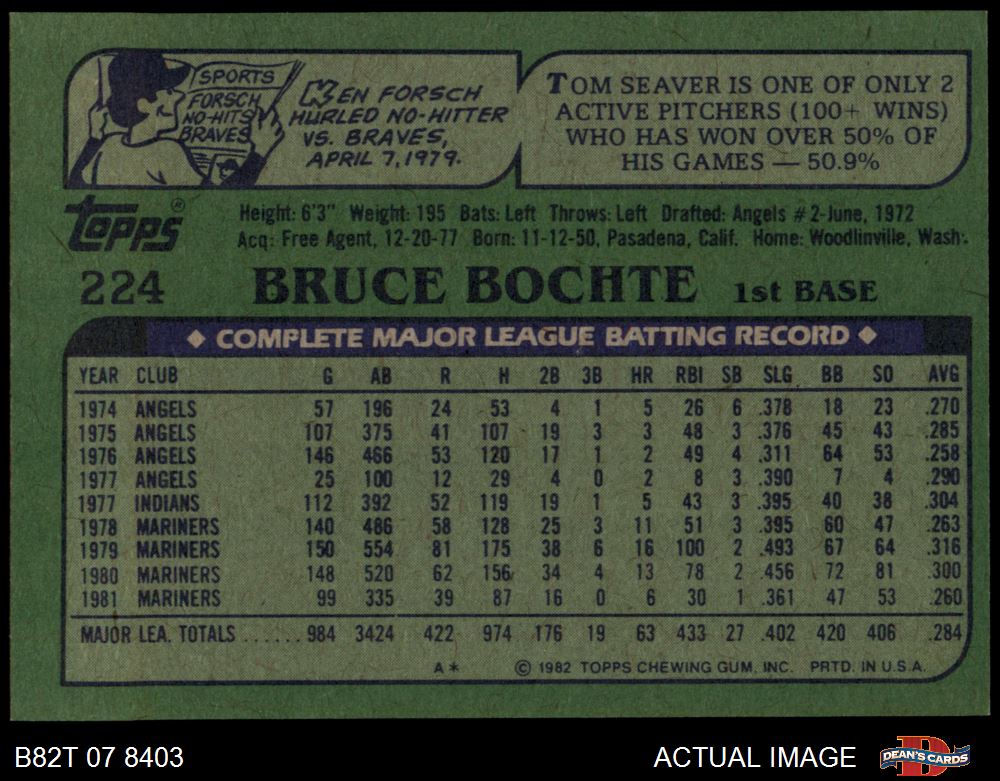 SPORTS
FORSCH
NO-HITS
BRAVES
KEN FORSCH
HURLED NO-HITTER
VS. BRAVES,
APRIL 7, 1979.
TOM SEAVER IS ONE OF ONLY 2
ACTIVE PITCHERS (100+ WINS)
WHO HAS WON OVER 50% OF
HIS GAMES — 50.9%
topps®
Height: 6'3" Weight: 195 Bats: Left Throws: Left Drafted: Angels #2-June, 1972
Acq: Free Agent, 12-20-77 Born: 11-12-50, Pasadena, Calif. Home: Woodlinville, Wash.
224 BRUCE BOCHTE 1st BASE
◆ COMPLETE MAJOR LEAGUE BATTING RECORD ◆
YEAR CLUB G AB R H 2B 3B HR RBI SB SLG BB SO AVG
1974 ANGELS 57 196 24 53 4 1 5 26 6 .378 18 23 .270
1975 ANGELS 107 375 41 107 19 3 3 48 3 .376 45 43 .285
1976 ANGELS 146 466 53 120 17 1 2 49 4 .311 64 53 .258
1977 ANGELS 25 100 12 29 4 0 2 8 3 .390 7 4 .290
1977 INDIANS 112 392 52 119 19 1 5 43 3 .395 40 38 .304
1978 MARINERS 140 486 58 128 25 3 11 51 3 .395 60 47 .263
1979 MARINERS 150 554 81 175 38 6 16 100 2 .493 67 64 .316
1980 MARINERS 148 520 62 156 34 4 13 78 2 .456 72 81 .300
1981 MARINERS 99 335 39 87 16 0 6 30 1 .361 47 53 .260
MAJOR LEA. TOTALS ...... 984 3424 422 974 176 19 63 433 27 .402 420 406 .284
A* © 1982 TOPPS CHEWING GUM, INC. PRTD. IN U.S.A.
B82T 07 8403 ACTUAL IMAGE DEAN'S CARDS